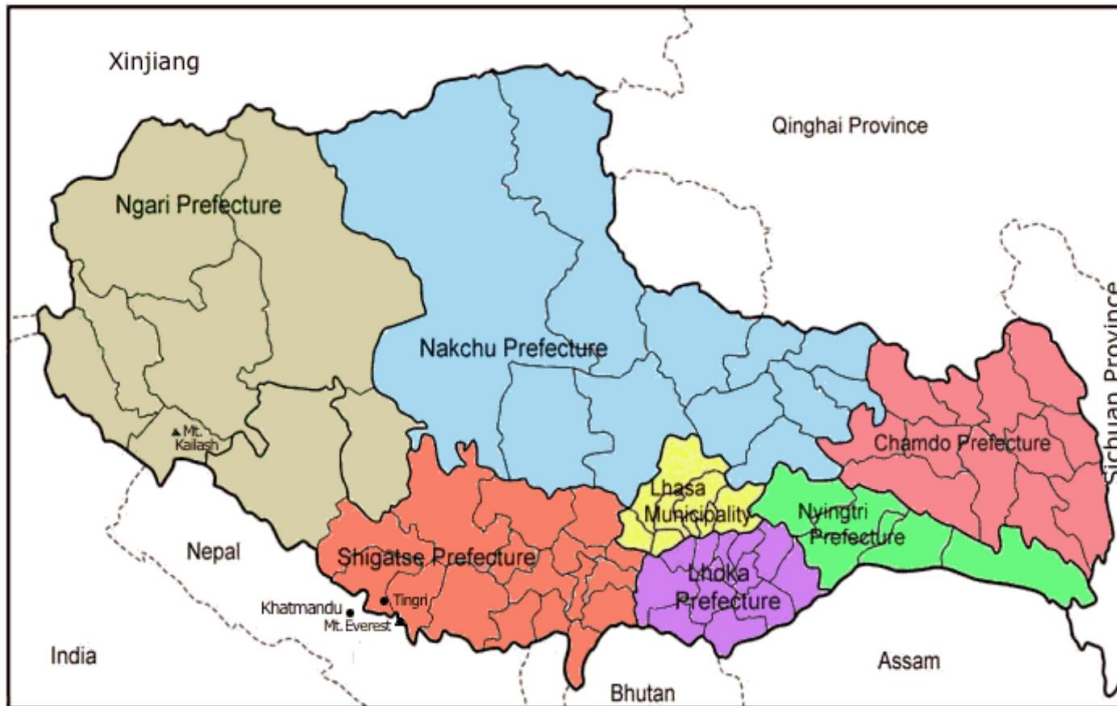 Xinjiang
Qinghai Province
Ngari Prefecture
Sichuan Province
Nakchu Prefecture
Mt.
Kailash
Chamdo Prefecture
Lhasa
Municipality
Nyingtri
Prefecture
Nepal
Shigatse Prefecture
Lhoka
Prefecture
Tingri
Khatmandu
Mt. Everest
India
Assam
Bhutan